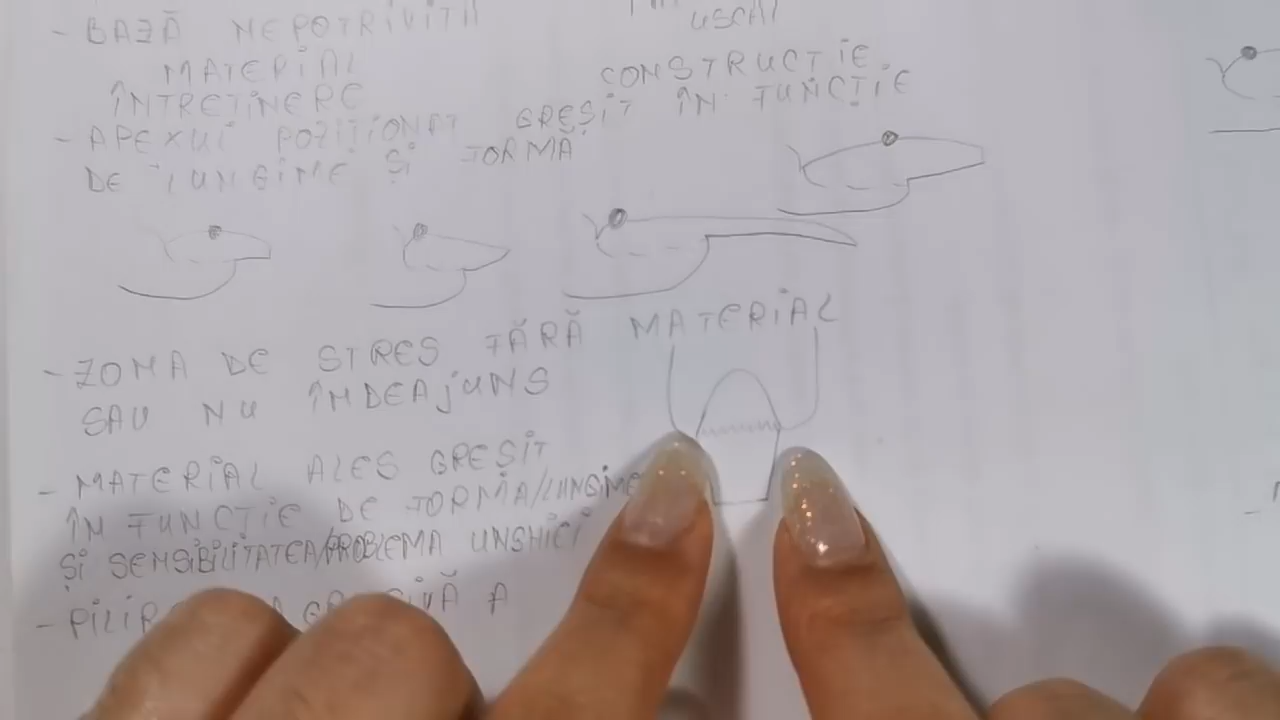 - BAZĂ NEPOTRIVITĂ
MATERIAL
ÎNTREȚINERE
USCAT
CONSTRUCȚIE
- APEXUL POZIȚIONAT GREȘIT ÎN FUNCȚIE
DE LUNGIME ȘI FORMĂ
- ZONA DE STRES FĂRĂ MATERIAL
SAU NU ÎNDEAJUNS
- MATERIAL ALES GREȘIT
ÎN FUNCȚIE DE FORMA/LUNGIME
ȘI SENSIBILITATEA/PROBLEMA UNGHIEI
A